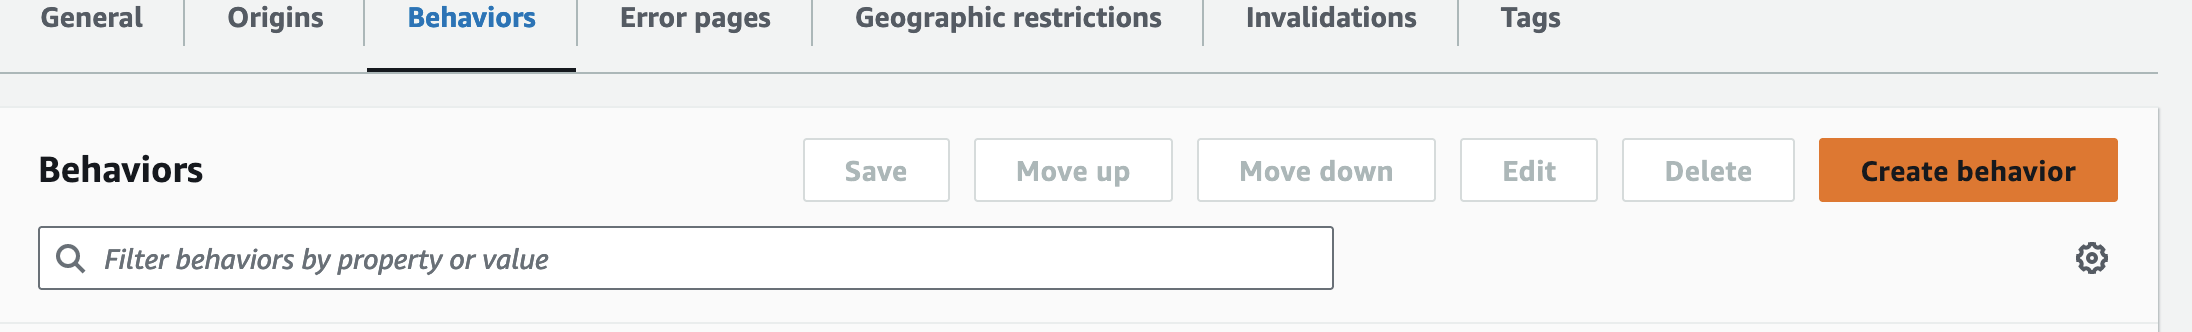 General Origins Behaviors Error pages Geographic restrictions Invalidations Tags
Behaviors Save Move up Move down Edit Delete Create behavior
Filter behaviors by property or value